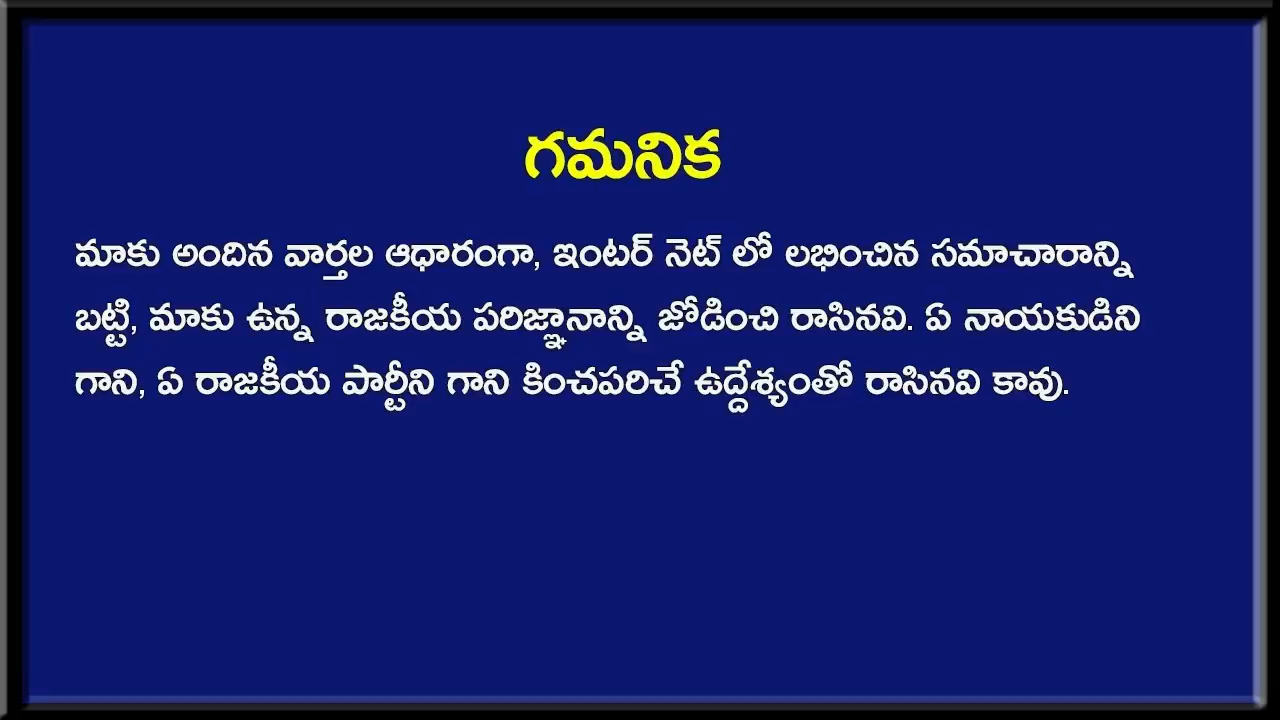 గమనిక
మాకు అందిన వార్తల ఆధారంగా, ఇంటర్ నెట్ లో లభించిన సమాచారాన్ని
బట్టి, మాకు ఉన్న రాజకీయ పరిజ్ఞానాన్ని జోడించి రాసినవి. ఏ నాయకుడిని
గాని, ఏ రాజకీయ పార్టీని గాని కించపరిచే ఉద్దేశ్యంతో రాసినవి కావు.